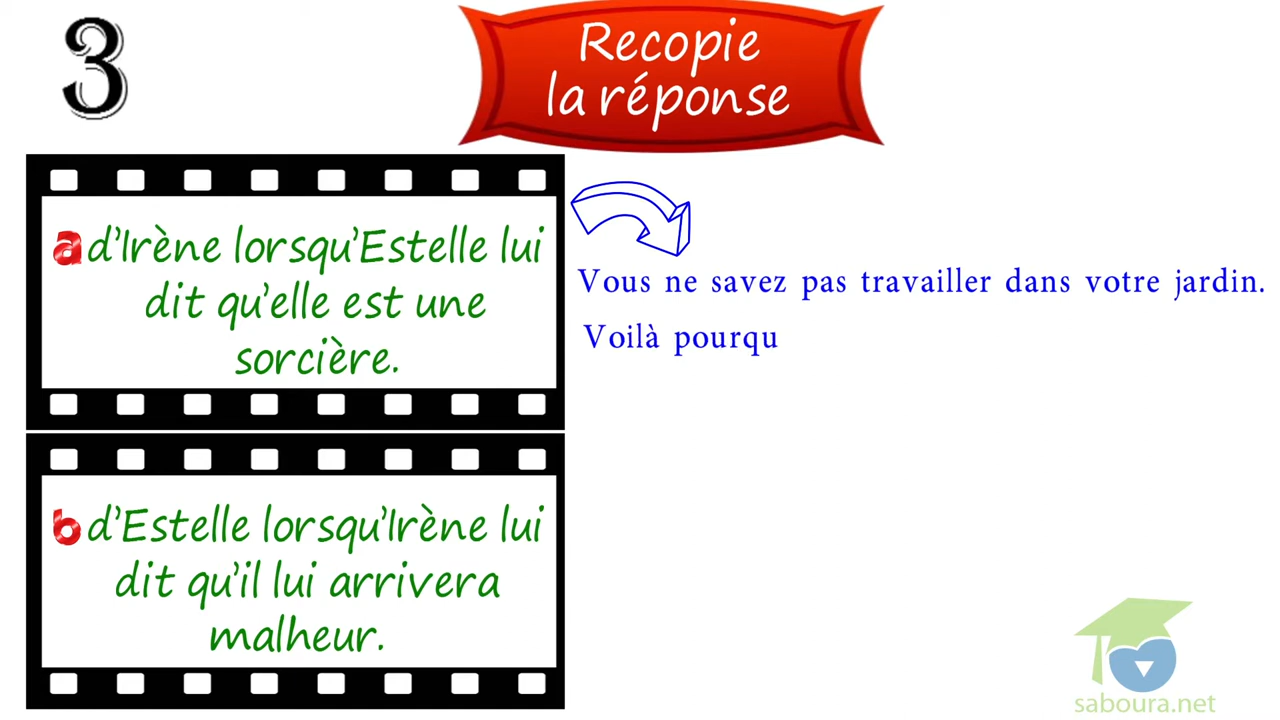 3
Recopie
la réponse
a d'Irène lorsqu'Estelle lui
dit qu'elle est une
sorcière.
Vous ne savez pas travailler dans votre jardin.
Voilà pourqu
b d'Estelle lorsqu'Irène lui
dit qu'il lui arrivera
malheur.
saboura.net